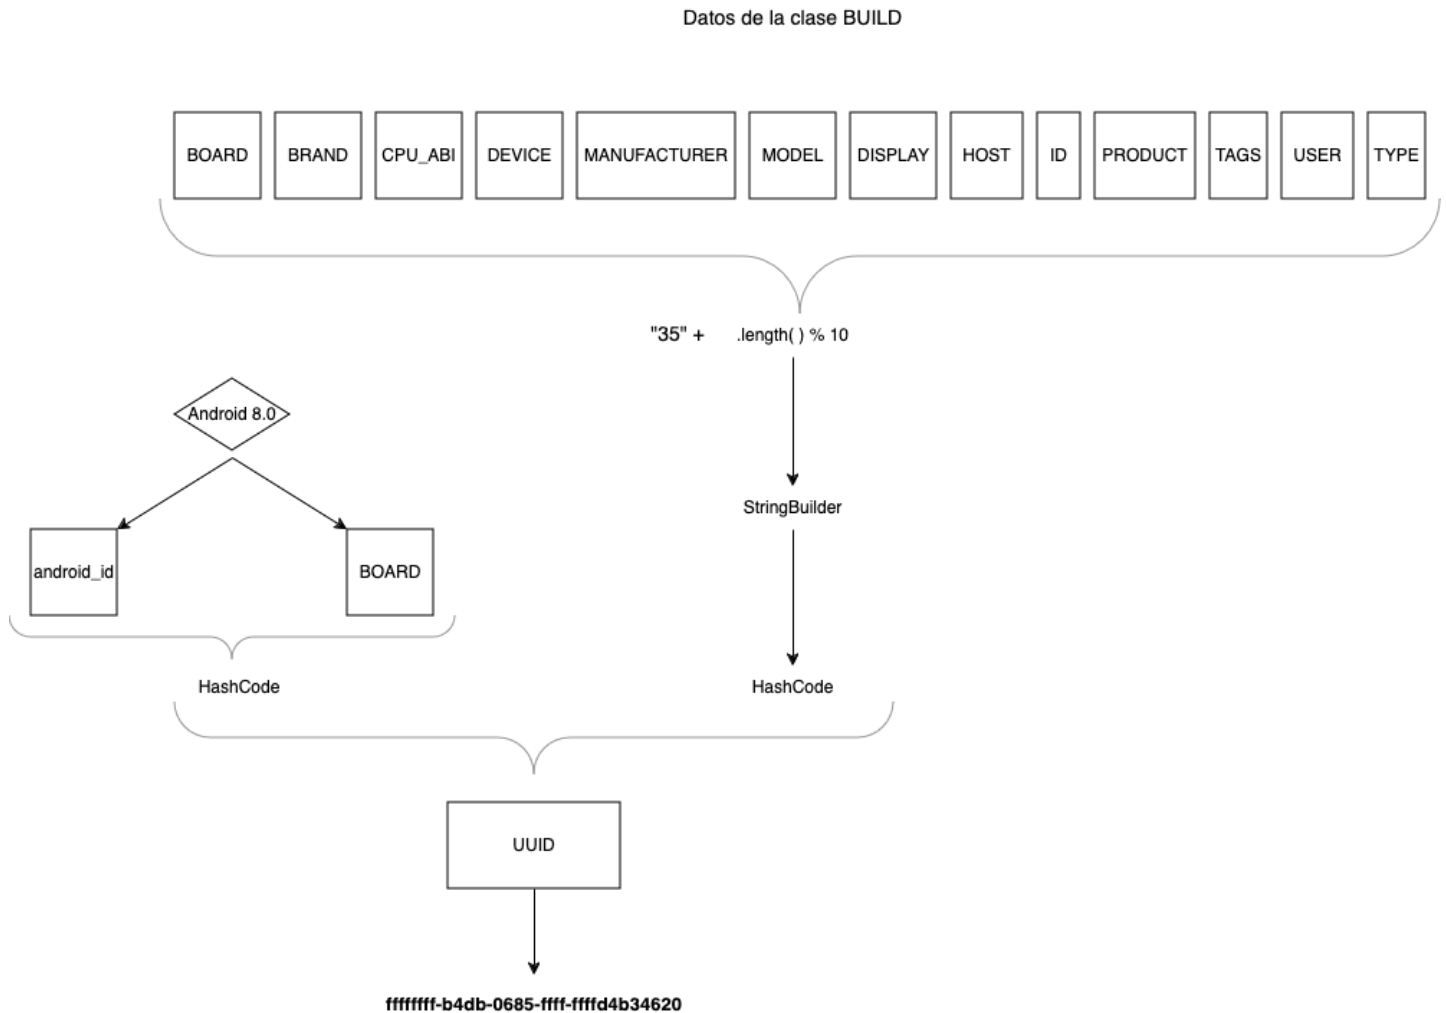 Datos de la clase BUILD
BOARD BRAND CPU_ABI DEVICE MANUFACTURER MODEL DISPLAY HOST ID PRODUCT TAGS USER TYPE
"35" + .length( ) % 10
Android 8.0
StringBuilder
android_id BOARD
HashCode HashCode
UUID
ffffffff-b4db-0685-ffff-ffffd4b34620